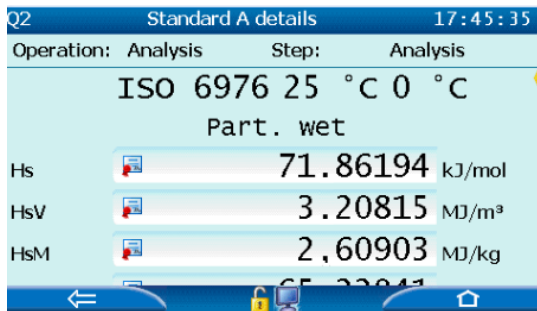 Q2 Standard A details 17:45:35
Operation: Analysis Step: Analysis
ISO 6976 25 °C 0 °C
Part. wet
Hs 71.86194 kJ/mol
HsV 3.20815 MJ/m³
HsM 2,60903 MJ/kg